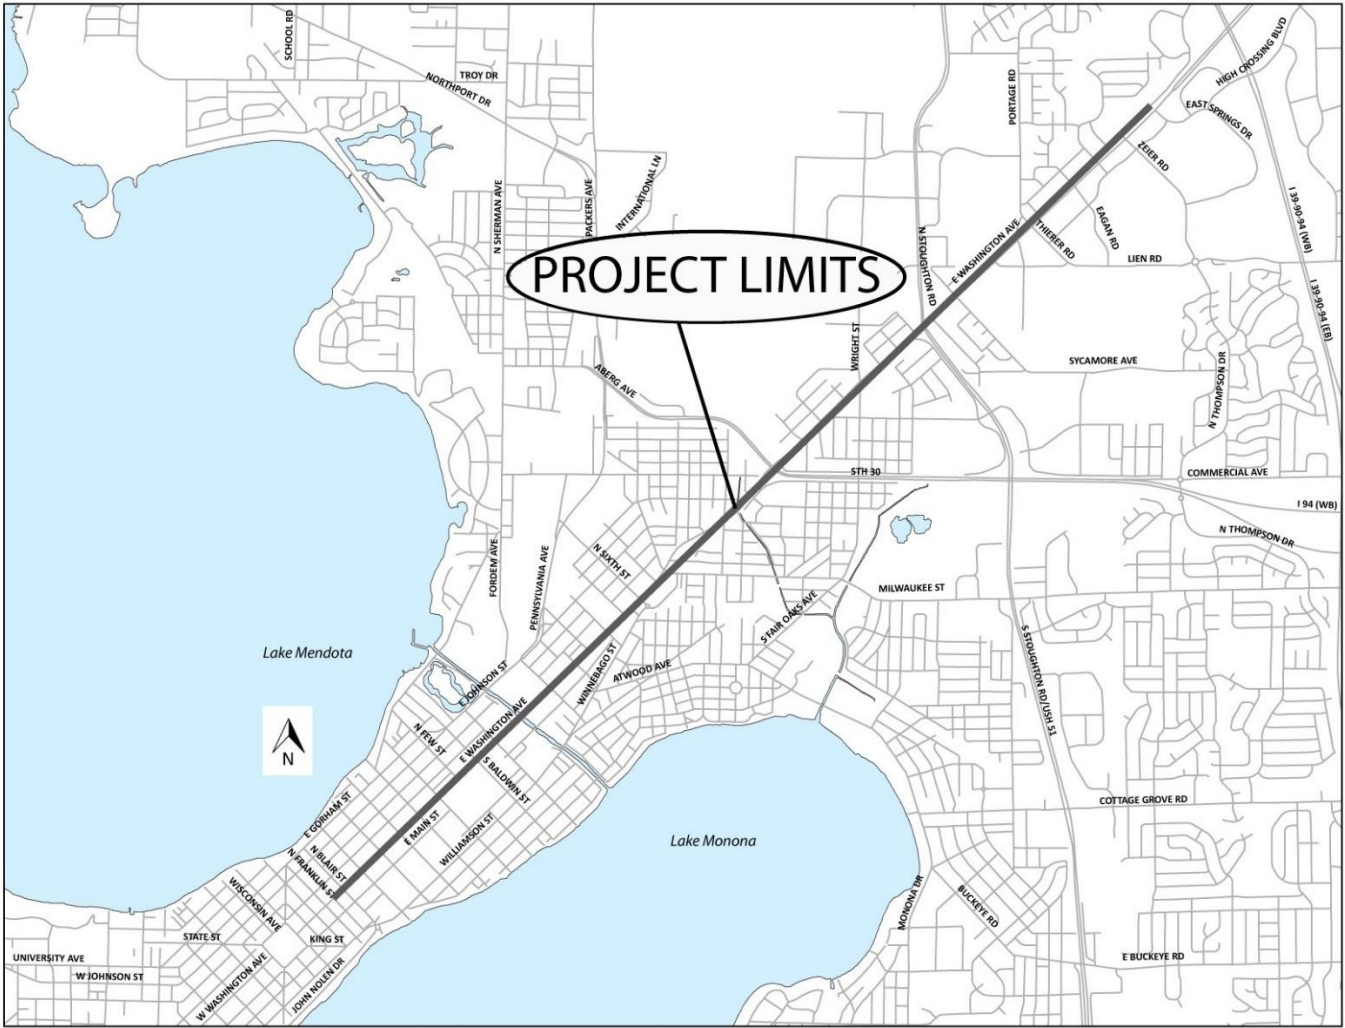 SCHOOL RD
TROY DR
NORTHPORT DR
PORTAGE RD
HIGH CROSSING BLVD
EAST SPRINGS DR
ZEIER RD
N SHERMAN AVE
PACKERS AVE
INTERNATIONAL LN
I 39-90-94 (WB)
EAGAN RD
THIERER RD
E WASHINGTON AVE
N STOUGHTON RD
LIEN RD
PROJECT LIMITS
I 39-90-94 (EB)
WRIGHT ST
SYCAMORE AVE
ABERG AVE
N THOMPSON DR
STH 30
COMMERCIAL AVE
I 94 (WB)
N THOMPSON DR
FORDEM AVE
PENNSYLVANIA AVE
N SIXTH ST
MILWAUKEE ST
S FAIR OAKS AVE
Lake Mendota
S STOUGHTON RD/USH 51
WINNEBAGO ST
ATWOOD AVE
E JOHNSON ST
E WASHINGTON AVE
N FEW ST
N
S BALDWIN ST
COTTAGE GROVE RD
E GORHAM ST
E MAIN ST
WILLIAMSON ST
Lake Monona
N BLAIR ST
N FRANKLIN ST
WISCONSIN AVE
MONONA DR
BUCKEYE RD
STATE ST
KING ST
UNIVERSITY AVE
W JOHNSON ST
W WASHINGTON AVE
JOHN NOLEN DR
E BUCKEYE RD